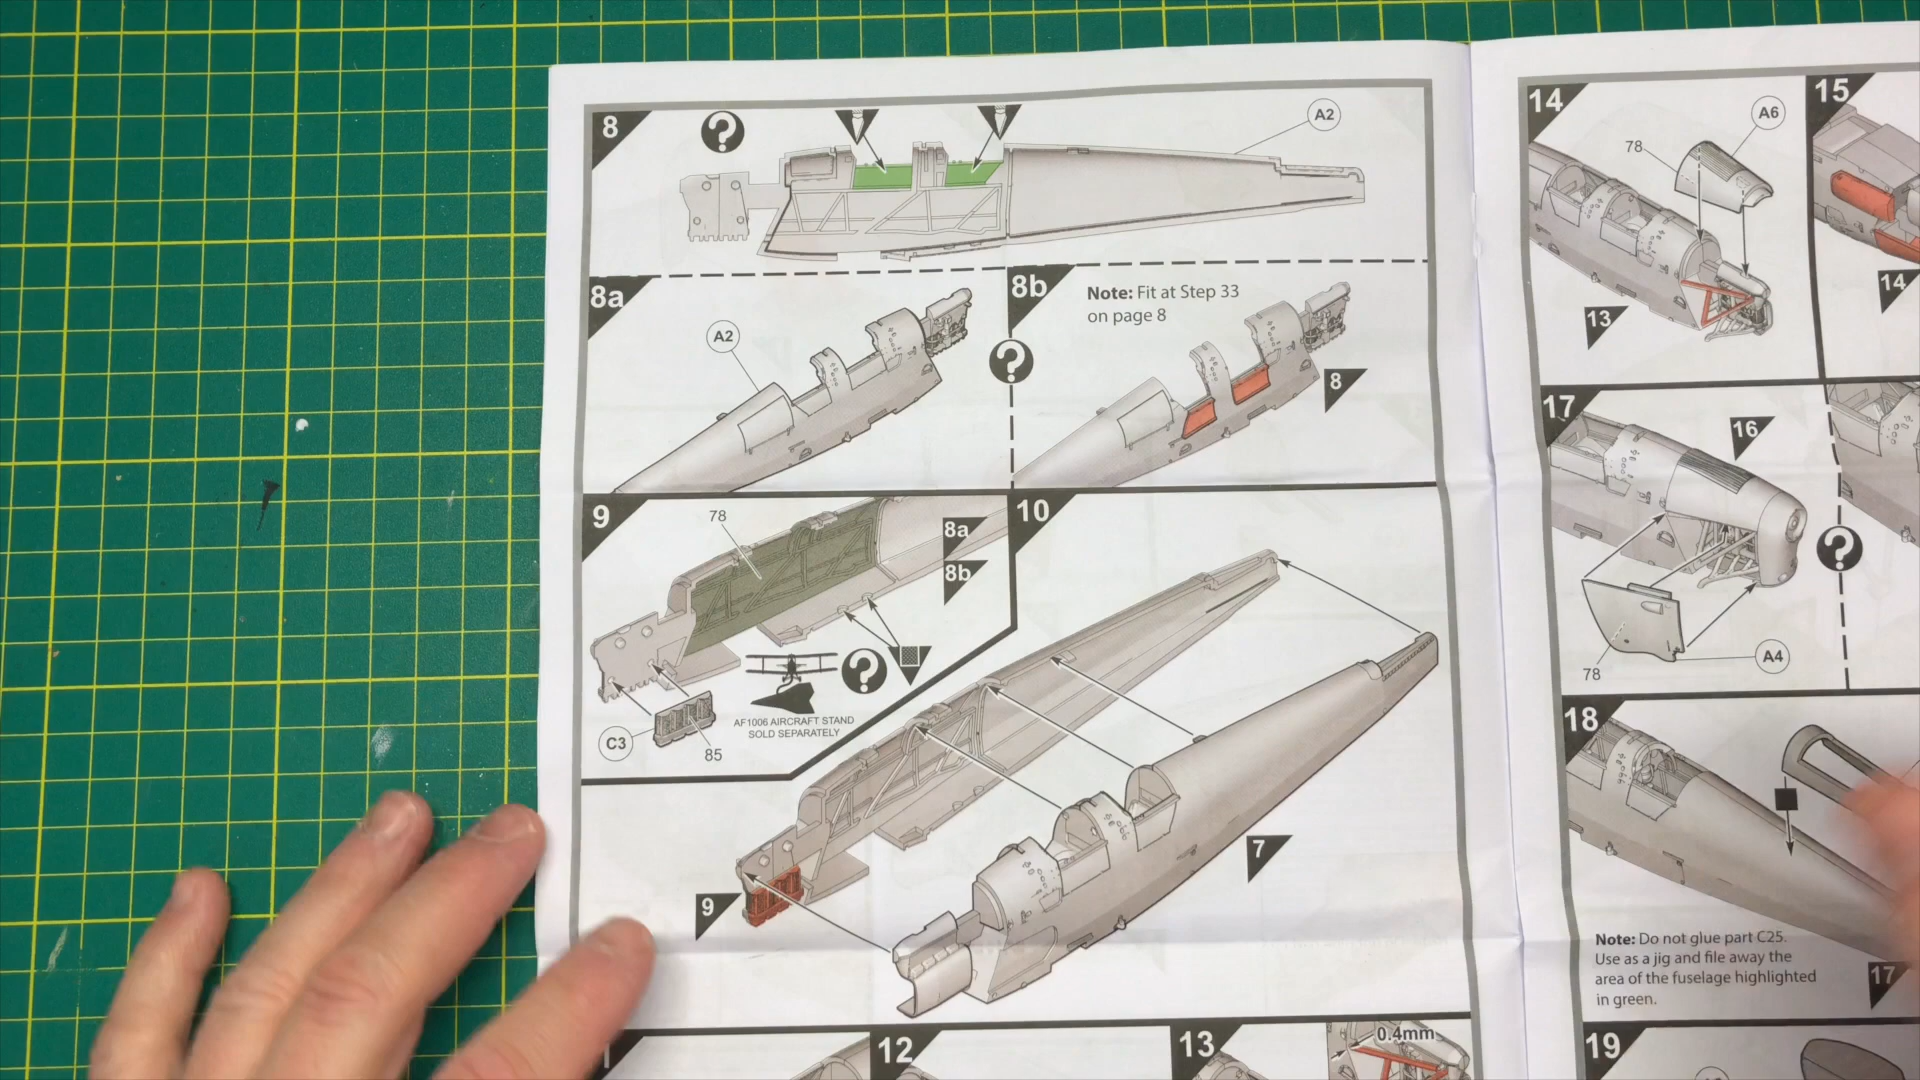 8
?
A2
8a
A2
8b
Note: Fit at Step 33
on page 8
?
8
9
78
8a
8b
?
AF1006 AIRCRAFT STAND
SOLD SEPARATELY
C3
85
10
9
7
12
13
0.4mm
14
A6
78
13
15
14
17
16
?
78
A4
18
Note: Do not glue part C25.
Use as a jig and file away the
area of the fuselage highlighted
in green.
17
19